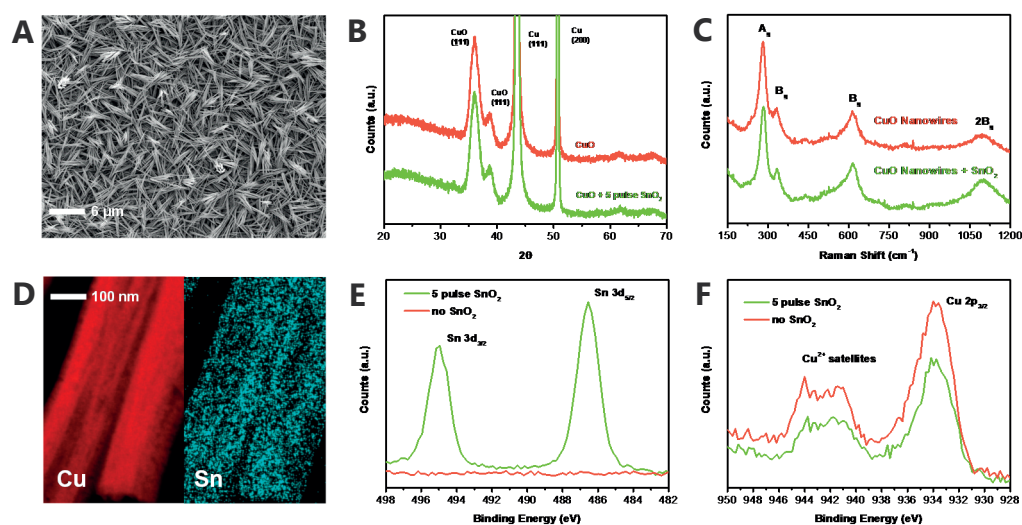 A
6 μm
B
Counts (a.u.)
CuO
(111)
CuO
(111)
Cu
(111)
Cu
(200)
CuO
CuO + 5 pulse SnO₂
20 30 40 50 60 70
2Θ
C
Counts (a.u.)
Ag
Bg
Bg
2Bg
CuO Nanowires
CuO Nanowires + SnO₂
150 300 450 600 750 900 1050 1200
Raman Shift (cm⁻¹)
D
100 nm
Cu
Sn
E
Counts (a.u.)
5 pulse SnO₂
no SnO₂
Sn 3d₅/₂
Sn 3d₃/₂
498 496 494 492 490 488 486 484 482
Binding Energy (eV)
F
Counts (a.u.)
5 pulse SnO₂
no SnO₂
Cu 2p₃/₂
Cu²⁺ satellites
950 948 946 944 942 940 938 936 934 932 930 928
Binding Energy (eV)